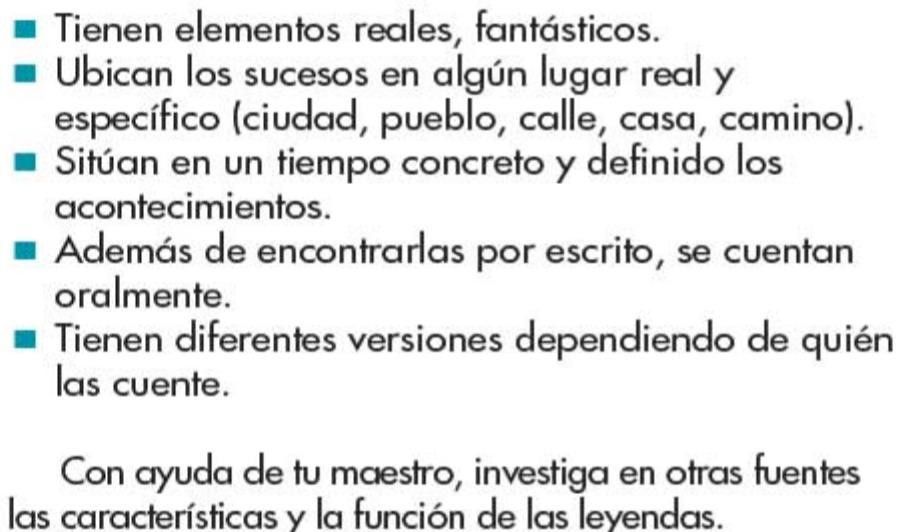 Tienen elementos reales, fantásticos.
Ubican los sucesos en algún lugar real y
específico (ciudad, pueblo, calle, casa, camino).
Sitúan en un tiempo concreto y definido los
acontecimientos.
Además de encontrarlas por escrito, se cuentan
oralmente.
Tienen diferentes versiones dependiendo de quién
las cuente.
Con ayuda de tu maestro, investiga en otras fuentes
las características y la función de las leyendas.